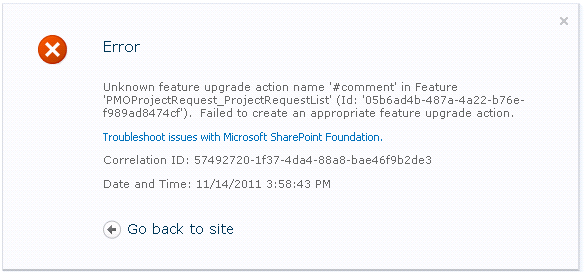 Error
Unknown feature upgrade action name '#comment' in Feature
'PMOProjectRequest_ProjectRequestList' (Id: '05b6ad4b-487a-4a22-b76e-
f989ad8474cf').  Failed to create an appropriate feature upgrade action.
Troubleshoot issues with Microsoft SharePoint Foundation.
Correlation ID: 57492720-1f37-4da4-88a8-bae46f9b2de3
Date and Time: 11/14/2011 3:58:43 PM
Go back to site